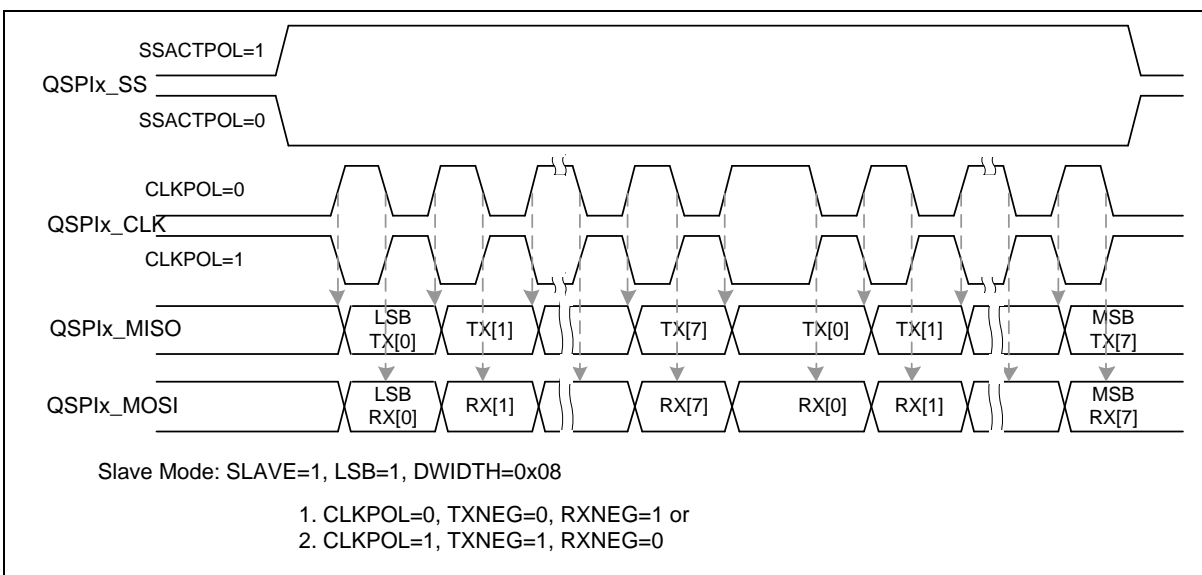 SSACTPOL=1
QSPIx_SS
SSACTPOL=0
CLKPOL=0
QSPIx_CLK
CLKPOL=1
QSPIx_MISO
LSB
TX[0]
TX[1]
TX[7]
TX[0]
TX[1]
MSB
TX[7]
QSPIx_MOSI
LSB
RX[0]
RX[1]
RX[7]
RX[0]
RX[1]
MSB
RX[7]
Slave Mode: SLAVE=1, LSB=1, DWIDTH=0x08
1. CLKPOL=0, TXNEG=0, RXNEG=1 or
2. CLKPOL=1, TXNEG=1, RXNEG=0